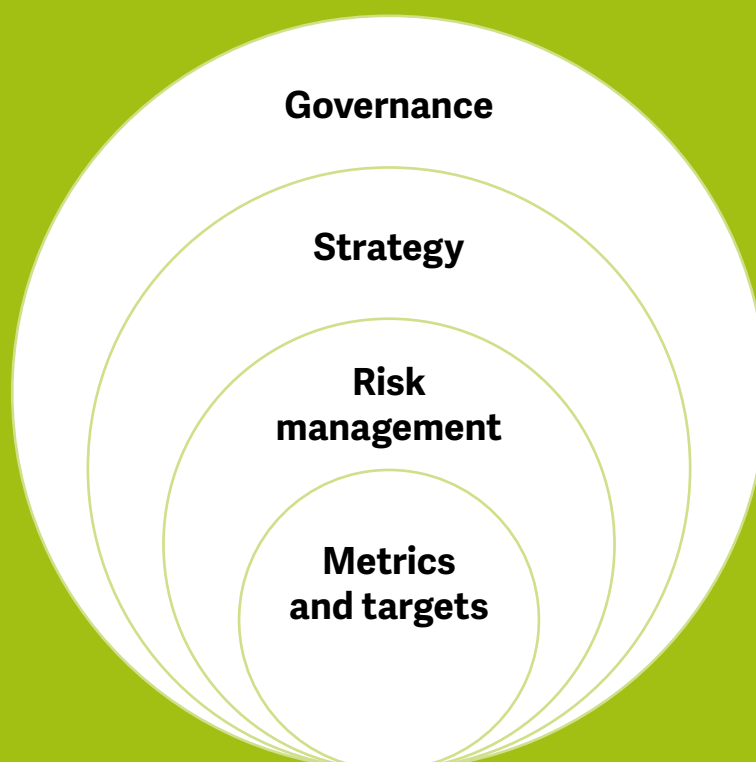 Governance
Strategy
Risk
management
Metrics
and targets